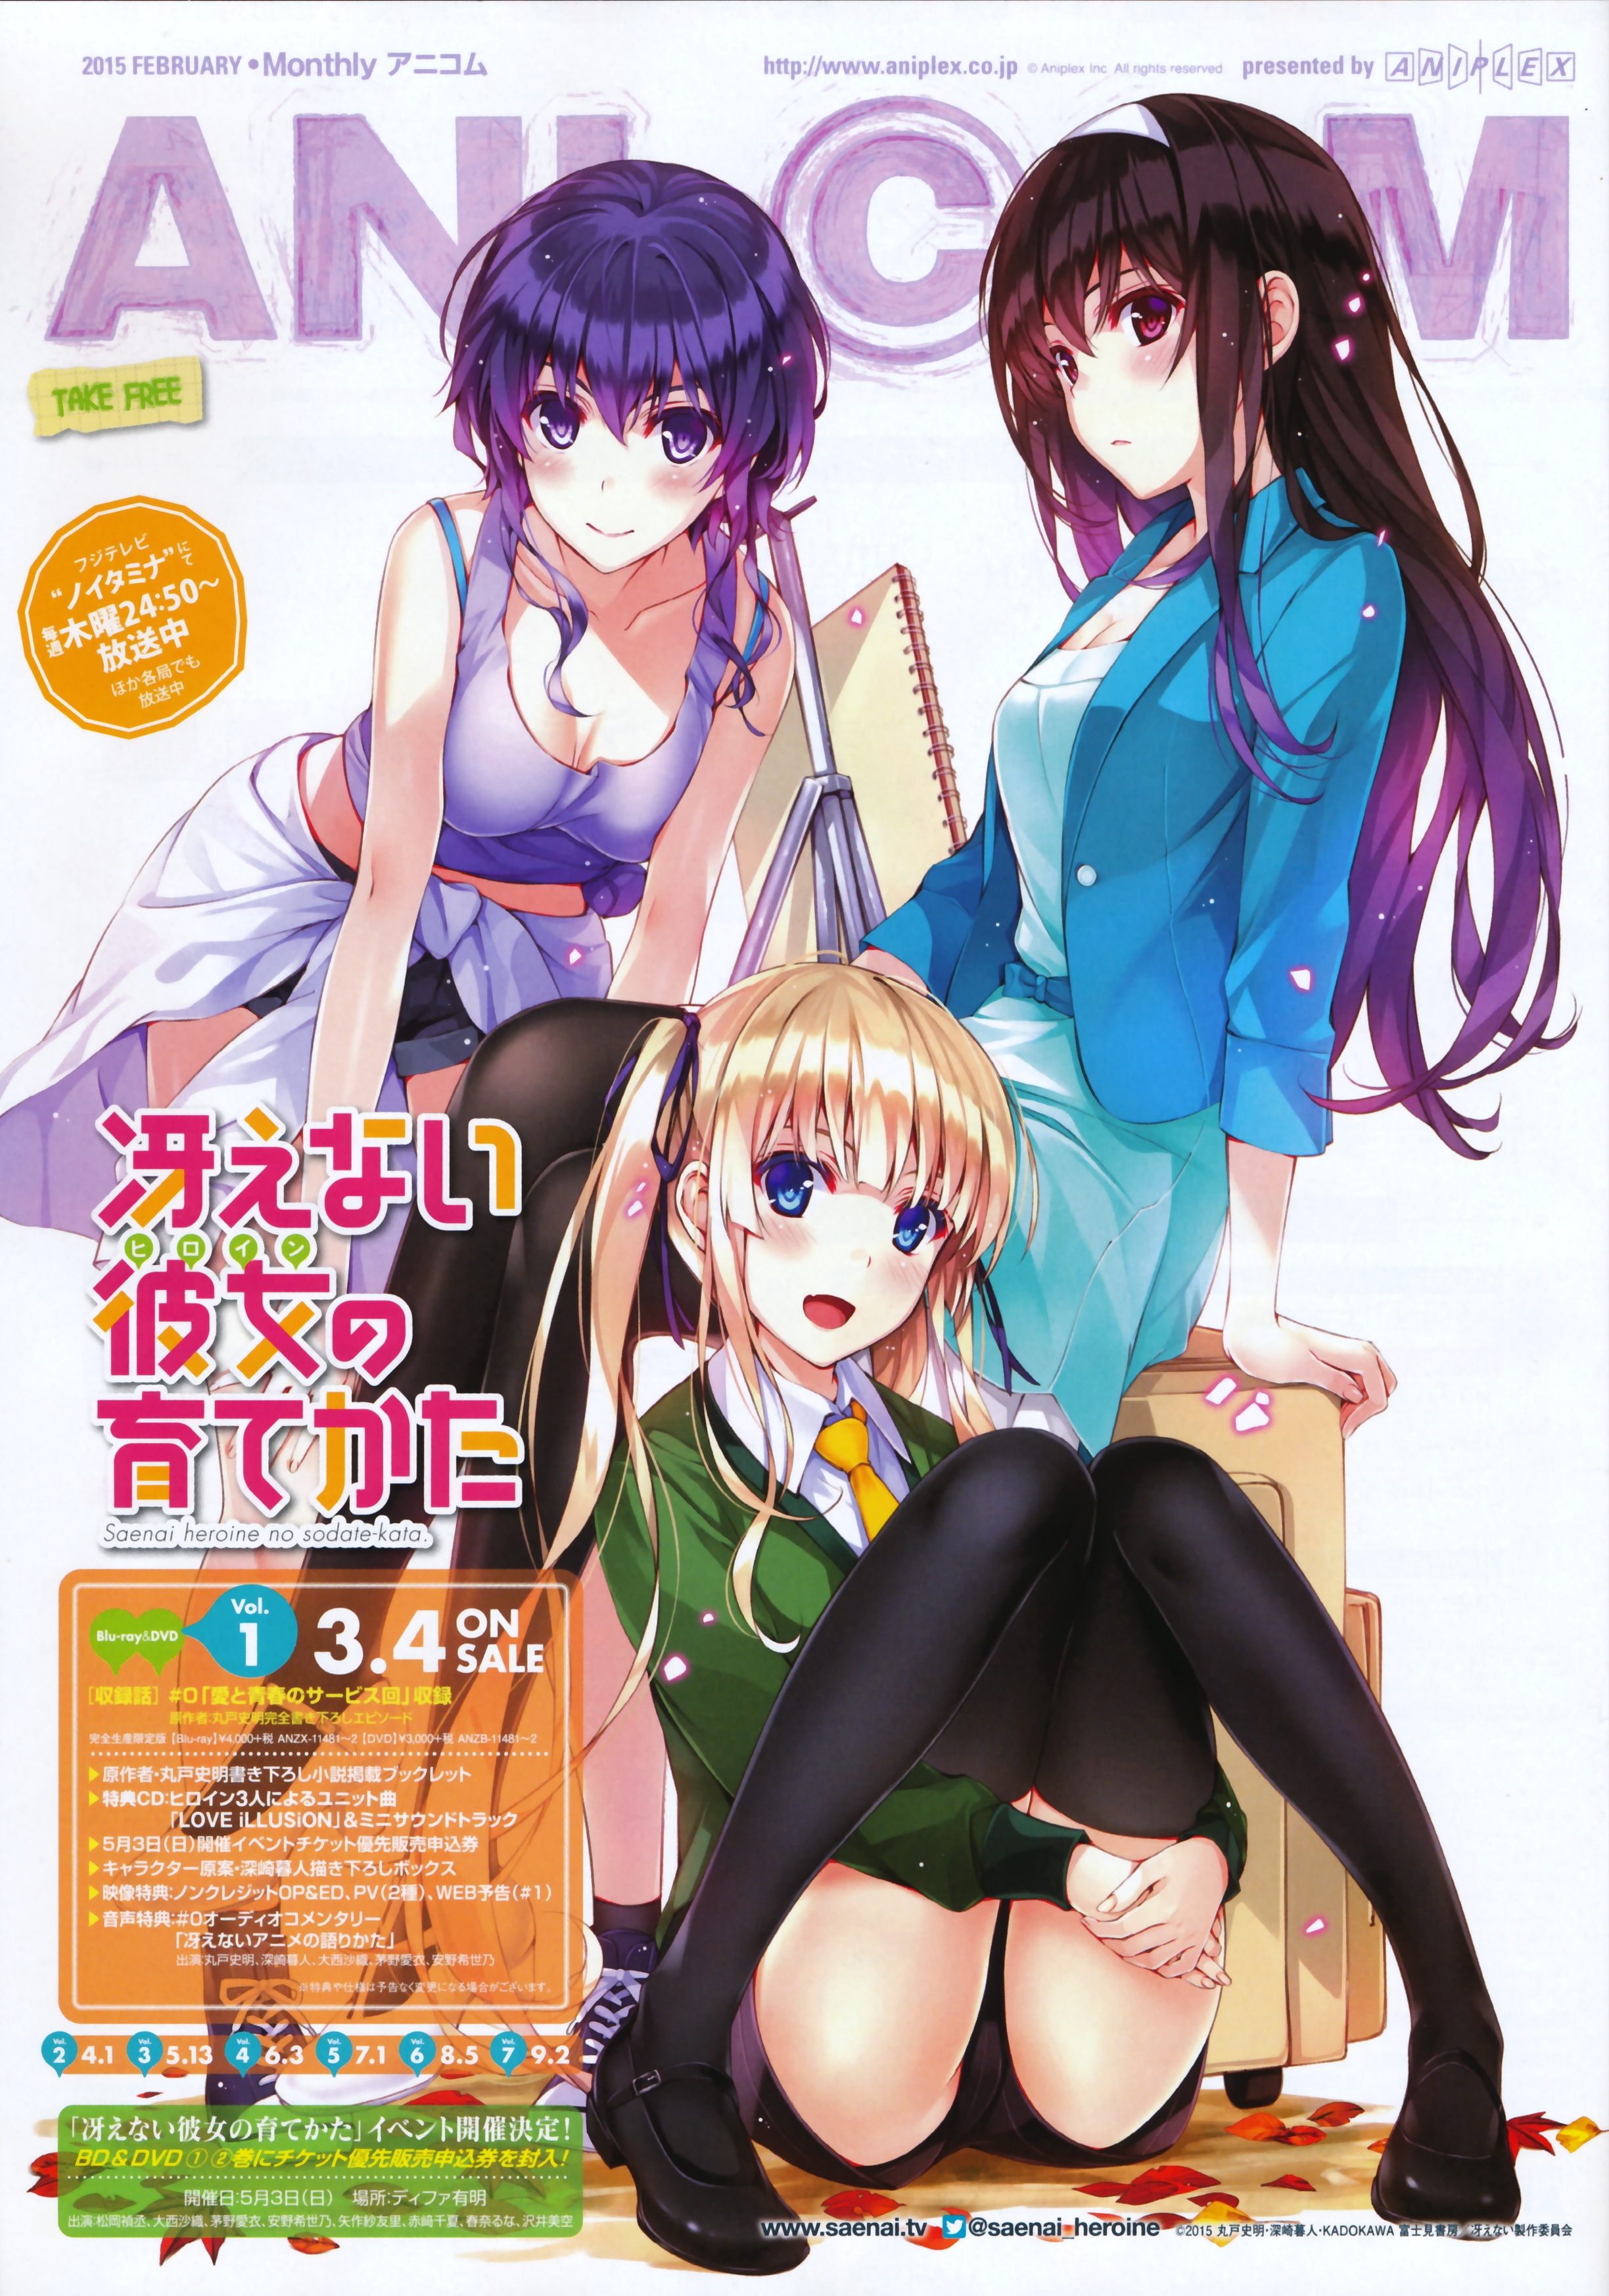 2015 FEBRUARY • Monthly アニコム
http://www.aniplex.co.jp © Aniplex Inc All rights reserved presented by ANIPLEX
ANI COM
TAKE FREE
フジテレビ
“ノイタミナ”にて
毎週木曜24:50～
放送中
ほか各局でも
放送中
冴えない
ヒロイン
彼女の
育てかた
Saenai heroine no sodate-kata.
Blu-ray&DVD Vol. 1 3.4 ON SALE
[収録話] #0「愛と青春のサービス回」収録
原作者:丸戸史明完全書き下ろしエピソード
完全生産限定版 【Blu-ray】¥4,000+税 ANZX-11481～2 【DVD】¥3,000+税 ANZB-11481～2
▶原作者・丸戸史明書き下ろし小説掲載ブックレット
▶特典CD:ヒロイン3人によるユニット曲
「LOVE iLLUSiON」&ミニサウンドトラック
▶5月3日(日)開催イベントチケット優先販売申込券
▶キャラクター原案・深崎暮人描き下ろしボックス
▶映像特典:ノンクレジットOP&ED、PV(2種)、WEB予告(#1)
▶音声特典:#0オーディオコメンタリー
「冴えないアニメの語りかた」
出演:丸戸史明、深崎暮人、大西沙織、茅野愛衣、安野希世乃
※特典や仕様は予告なく変更になる場合がございます。
Vol. 2 4.1 Vol. 3 5.13 Vol. 4 6.3 Vol. 5 7.1 Vol. 6 8.5 Vol. 7 9.2
「冴えない彼女の育てかた」イベント開催決定!
BD&DVD①②巻にチケット優先販売申込券を封入!
開催日:5月3日(日) 場所:ディファ有明
出演:松岡禎丞、大西沙織、茅野愛衣、安野希世乃、矢作紗友里、赤﨑千夏、春奈るな、沢井美空
www.saenai.tv @saenai_heroine ©2015 丸戸史明・深崎暮人・KADOKAWA 富士見書房／冴えない製作委員会